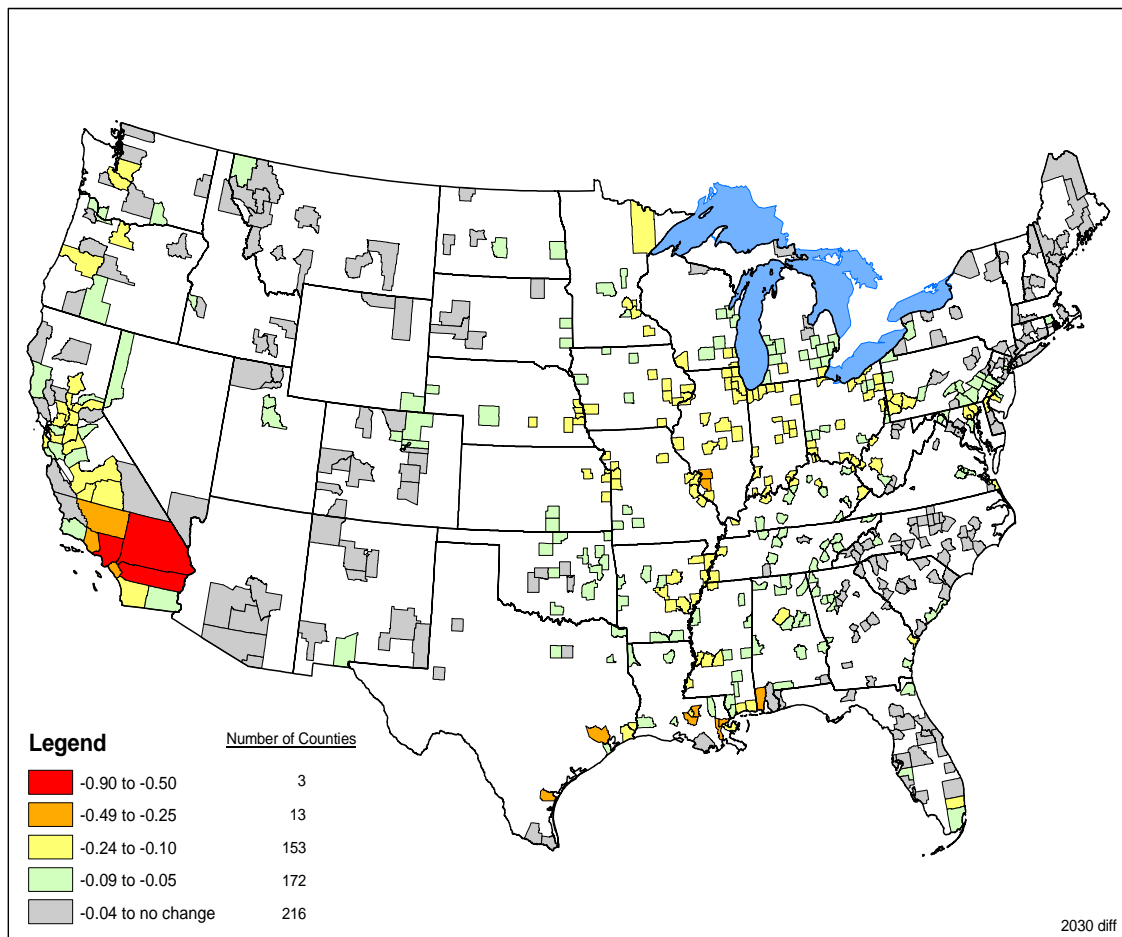 Legend
Number of Counties
-0.90 to -0.50 3
-0.49 to -0.25 13
-0.24 to -0.10 153
-0.09 to -0.05 172
-0.04 to no change 216
2030 diff